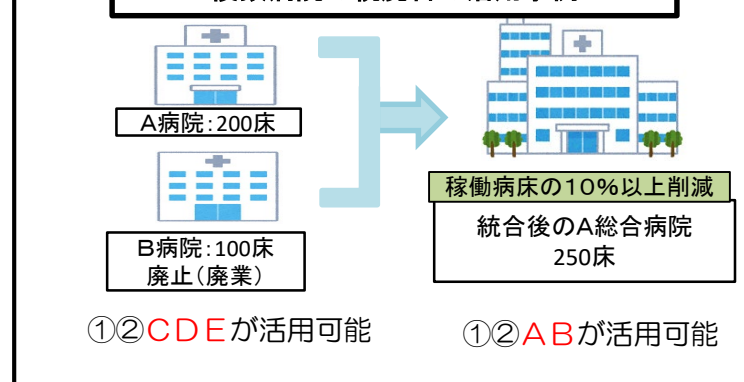 A病院:200床
B病院:100床
廃止(廃業)
稼働病床の10%以上削減
統合後のA総合病院
250床
①②CDEが活用可能
①②ABが活用可能